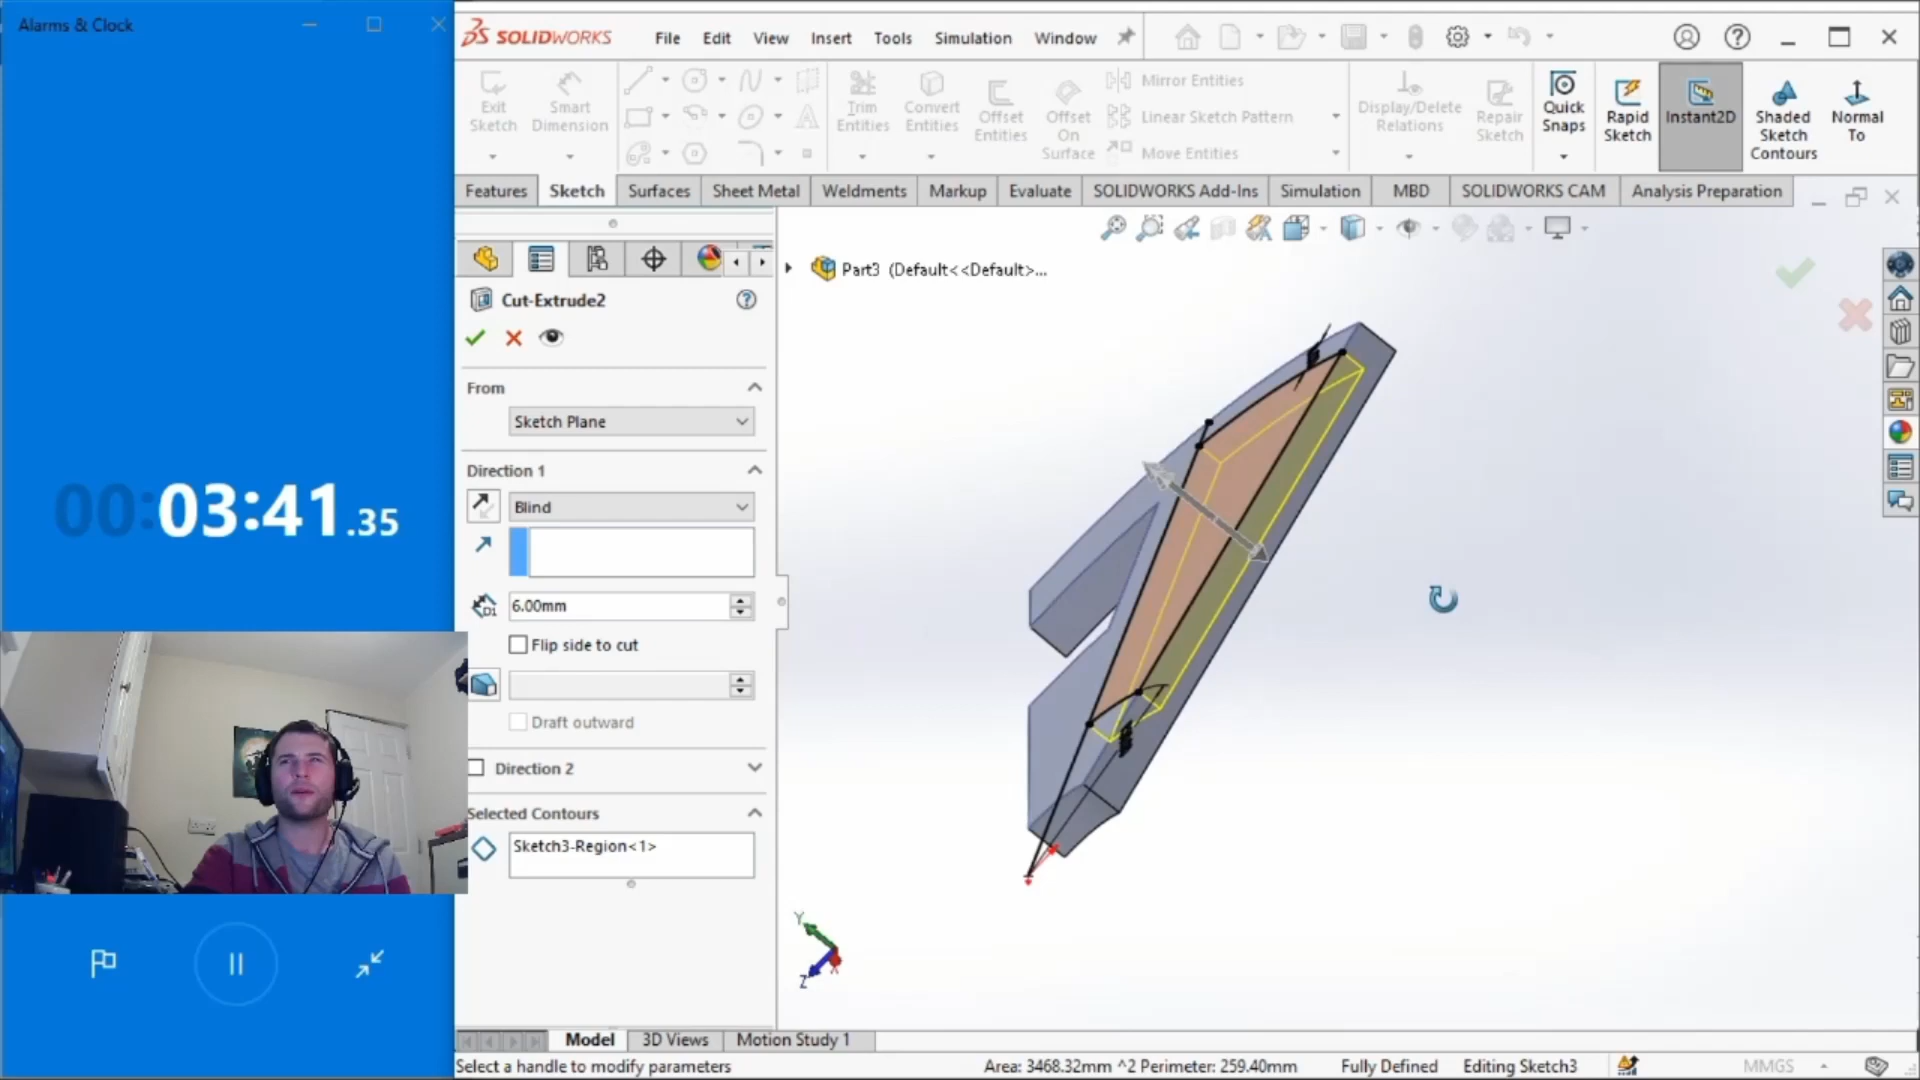 Alarms & Clock
00:03:41.35
SOLIDWORKS
File Edit View Insert Tools Simulation Window
Exit Sketch
Smart Dimension
Trim Entities
Convert Entities
Offset Entities
Offset On Surface
Mirror Entities
Linear Sketch Pattern
Move Entities
Display/Delete Relations
Repair Sketch
Quick Snaps
Rapid Sketch
Instant2D
Shaded Sketch Contours
Normal To
Features Sketch Surfaces Sheet Metal Weldments Markup Evaluate SOLIDWORKS Add-Ins Simulation MBD SOLIDWORKS CAM Analysis Preparation
Part3 (Default<<Default>...
Cut-Extrude2
From
Sketch Plane
Direction 1
Blind
D1
6.00mm
Flip side to cut
Draft outward
Direction 2
Selected Contours
Sketch3-Region<1>
Y
Z
X
Model 3D Views Motion Study 1
Select a handle to modify parameters
Area: 3468.32mm ^2 Perimeter: 259.40mm Fully Defined Editing Sketch3 MMGS